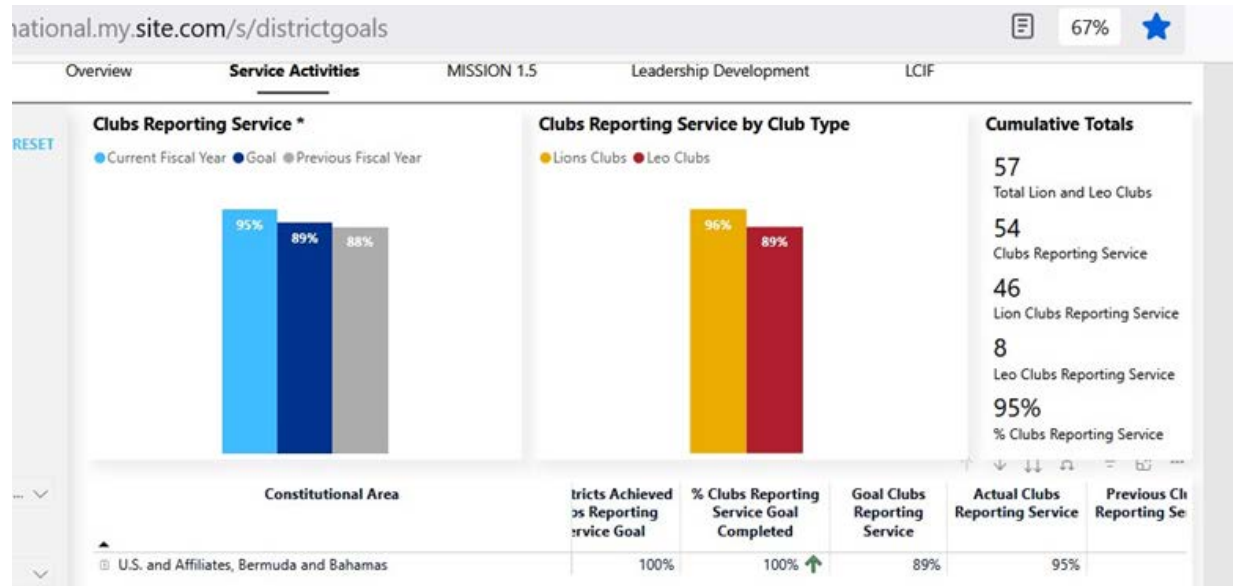 national.my.site.com/s/districtgoals
67%
Overview Service Activities MISSION 1.5 Leadership Development LCIF
RESET
Clubs Reporting Service *
Current Fiscal Year Goal Previous Fiscal Year
95%
89%
88%
Clubs Reporting Service by Club Type
Lions Clubs Leo Clubs
96%
89%
Cumulative Totals
57
Total Lion and Leo Clubs
54
Clubs Reporting Service
46
Lion Clubs Reporting Service
8
Leo Clubs Reporting Service
95%
% Clubs Reporting Service
...
Constitutional Area
tricts Achieved
bs Reporting
ervice Goal
% Clubs Reporting
Service Goal
Completed
Goal Clubs
Reporting
Service
Actual Clubs
Reporting Service
Previous Clu
Reporting Se
U.S. and Affiliates, Bermuda and Bahamas 100% 100% 89% 95%